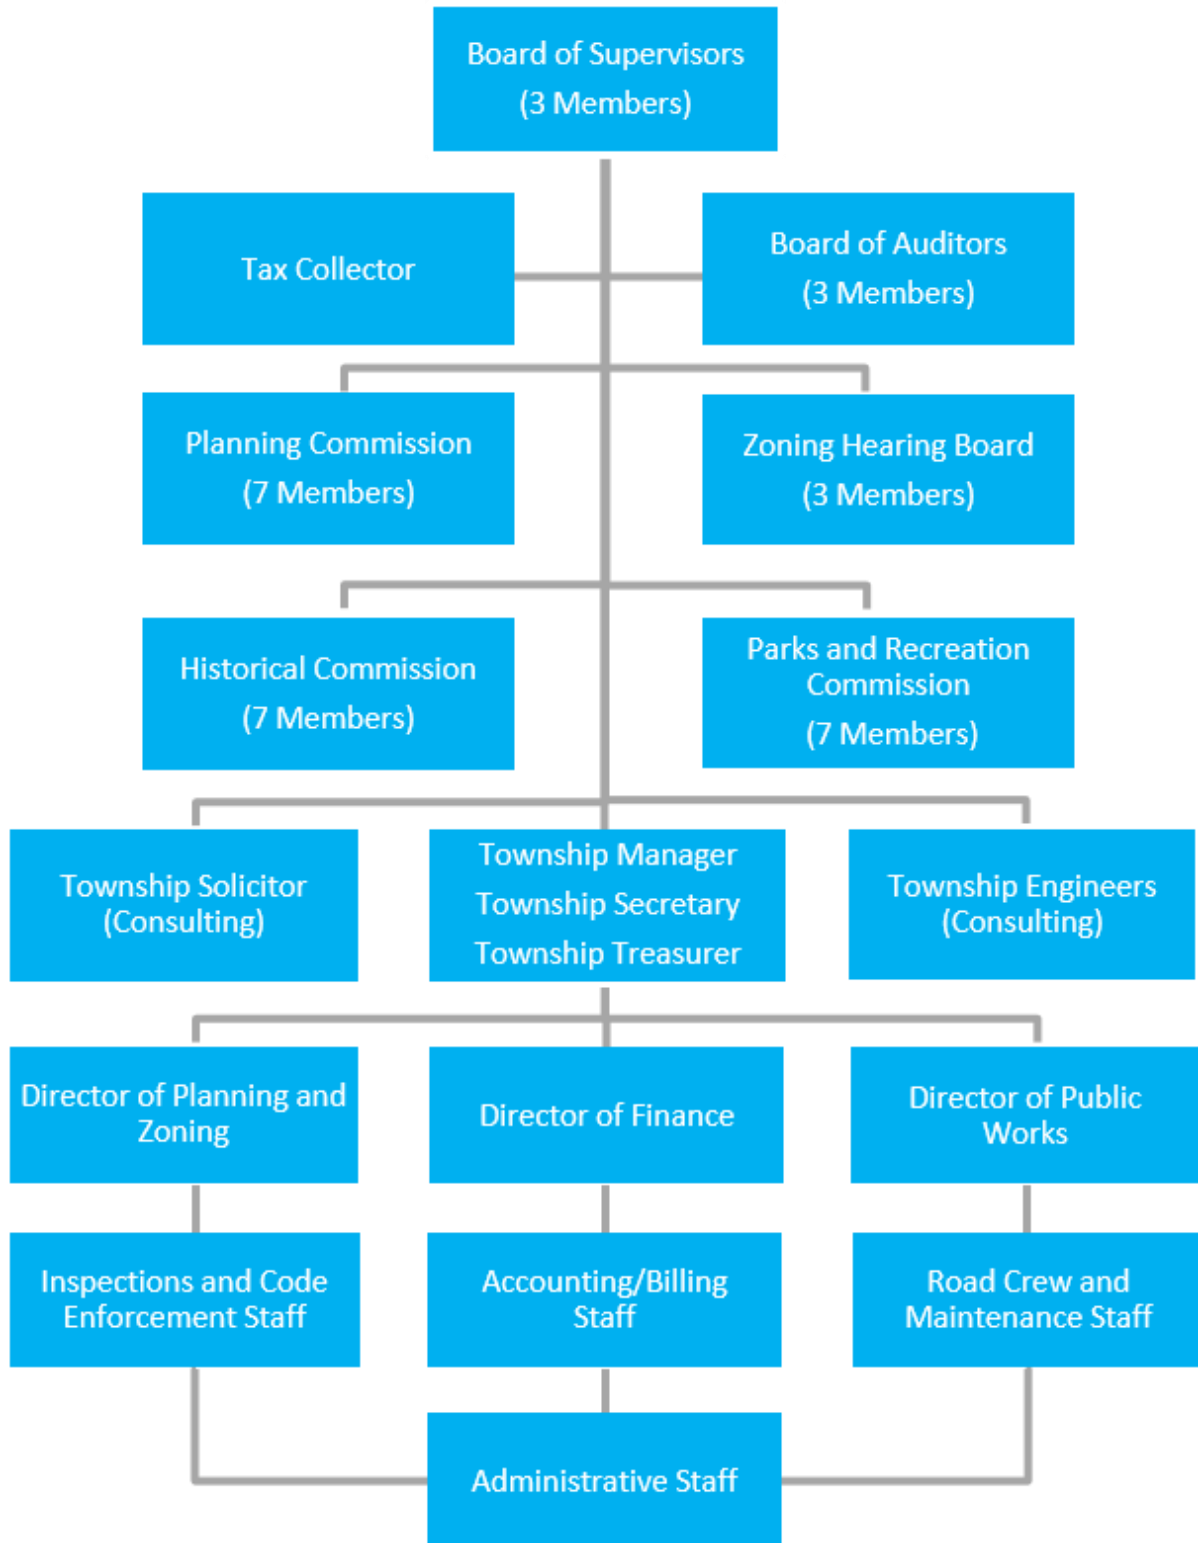 Board of Supervisors
(3 Members)
Tax Collector
Board of Auditors
(3 Members)
Planning Commission
(7 Members)
Zoning Hearing Board
(3 Members)
Historical Commission
(7 Members)
Parks and Recreation
Commission
(7 Members)
Township Solicitor
(Consulting)
Township Manager
Township Secretary
Township Treasurer
Township Engineers
(Consulting)
Director of Planning and
Zoning
Director of Finance
Director of Public
Works
Inspections and Code
Enforcement Staff
Accounting/Billing
Staff
Road Crew and
Maintenance Staff
Administrative Staff